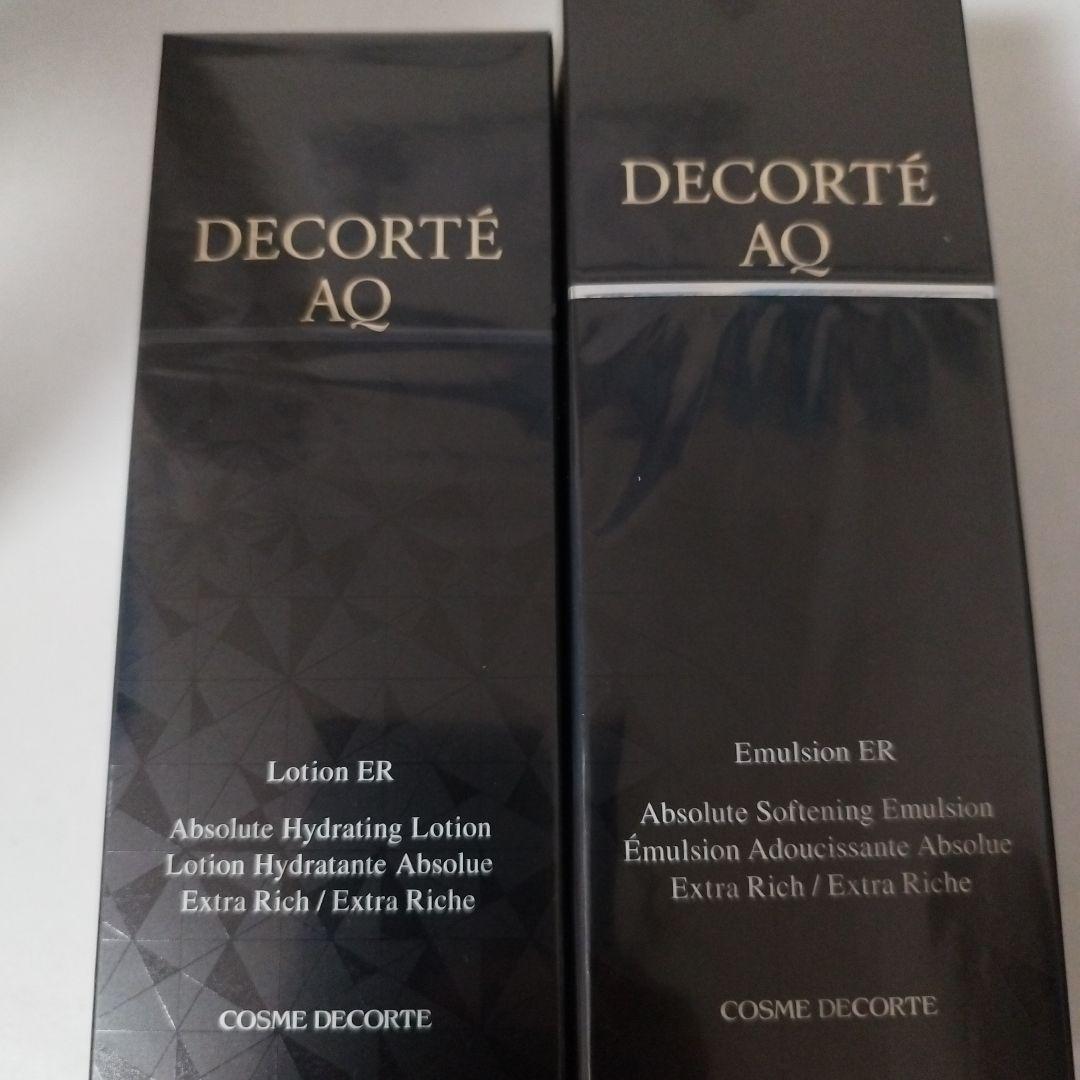 DECORTÉ
AQ
Lotion ER
Absolute Hydrating Lotion
Lotion Hydratante Absolue
Extra Rich / Extra Riche
COSME DECORTE
DECORTÉ
AQ
Emulsion ER
Absolute Softening Emulsion
Émulsion Adoucissante Absolue
Extra Rich / Extra Riche
COSME DECORTE